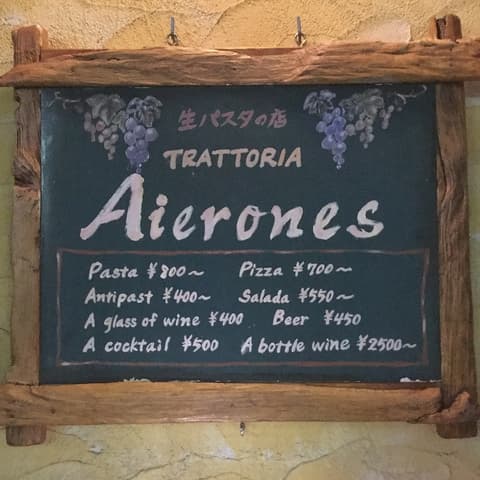 生パスタの店
TRATTORIA
Aierones
Pasta ¥800～ Pizza ¥700～
Antipast ¥400～ Salada ¥550～
A glass of wine ¥400 Beer ¥450
A cocktail ¥500 A bottle wine ¥2500～